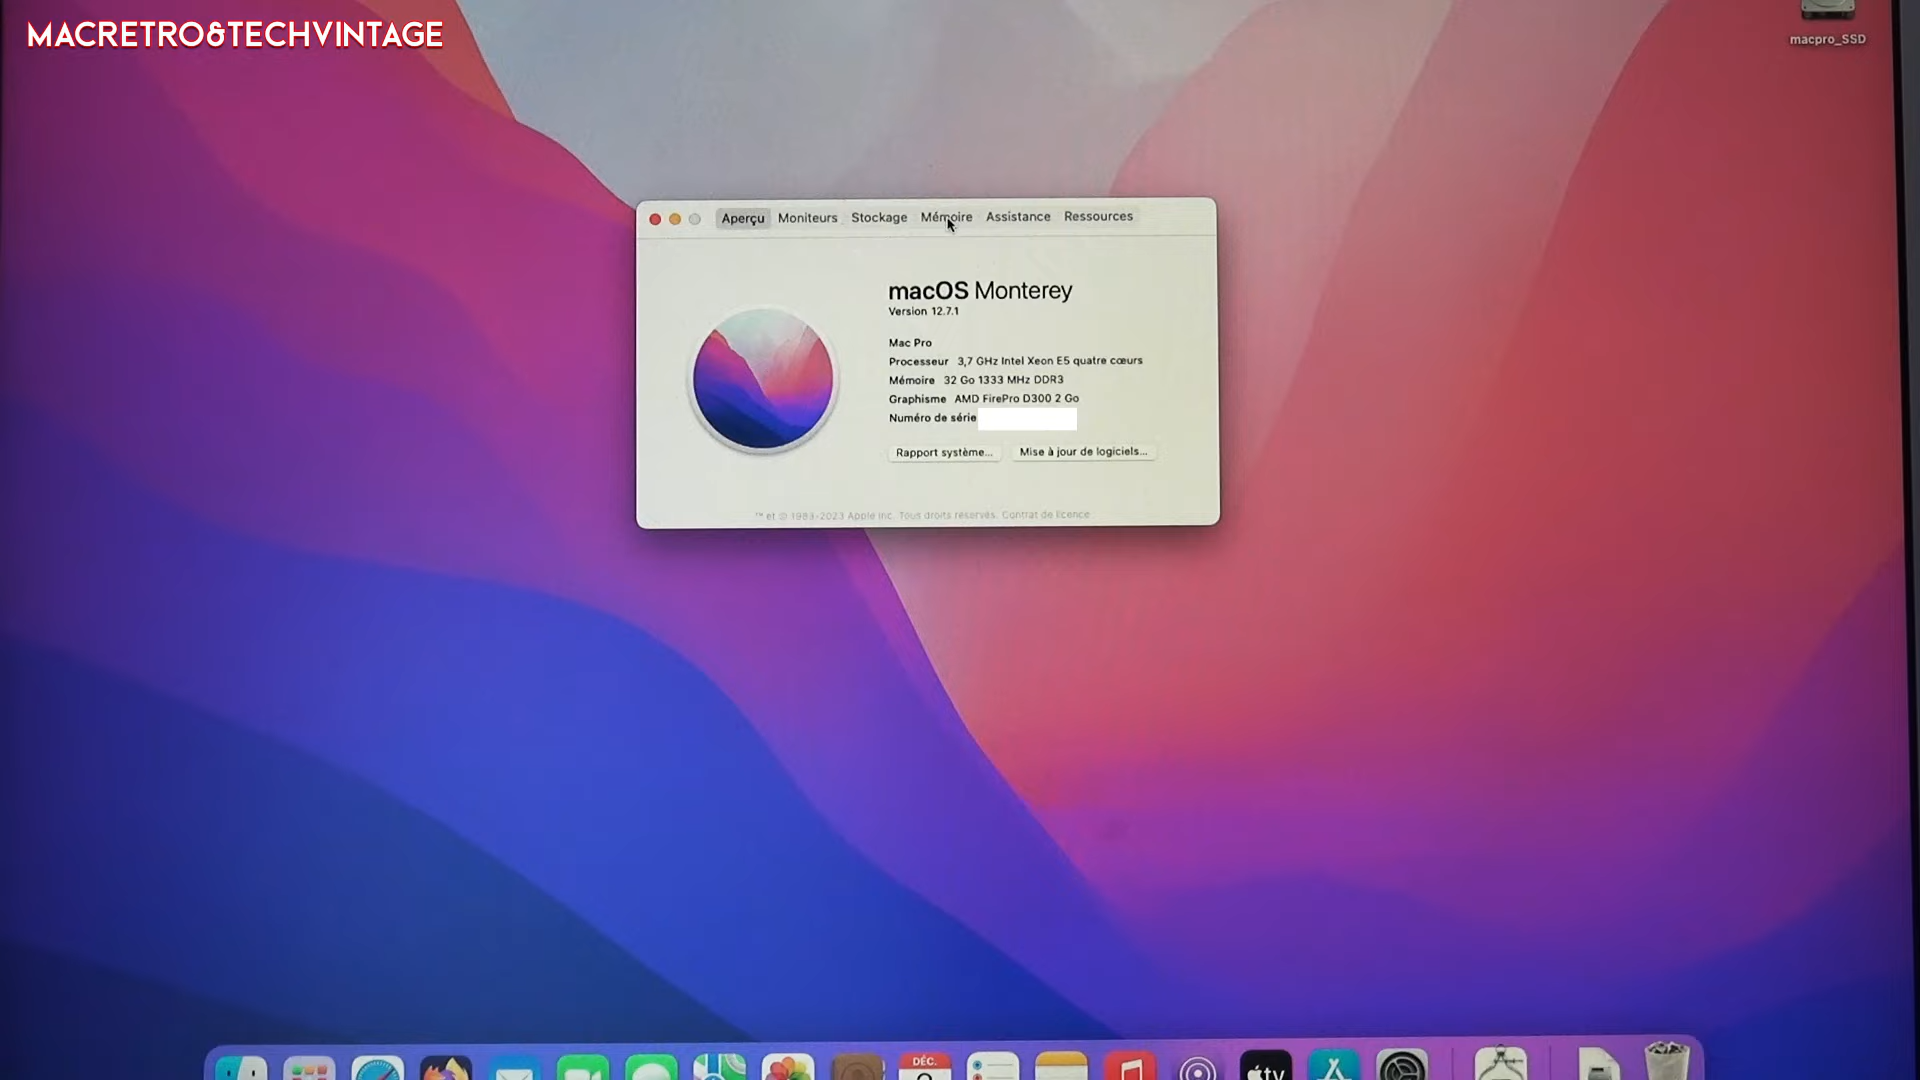 MACRETRO&TECHVINTAGE
macpro_SSD
Aperçu Moniteurs Stockage Mémoire Assistance Ressources
macOS Monterey
Version 12.7.1
Mac Pro
Processeur 3,7 GHz Intel Xeon E5 quatre cœurs
Mémoire 32 Go 1333 MHz DDR3
Graphisme AMD FirePro D300 2 Go
Numéro de série
Rapport système... Mise à jour de logiciels...
™ et © 1983-2023 Apple Inc. Tous droits réservés. Contrat de licence
DÉC.
tv